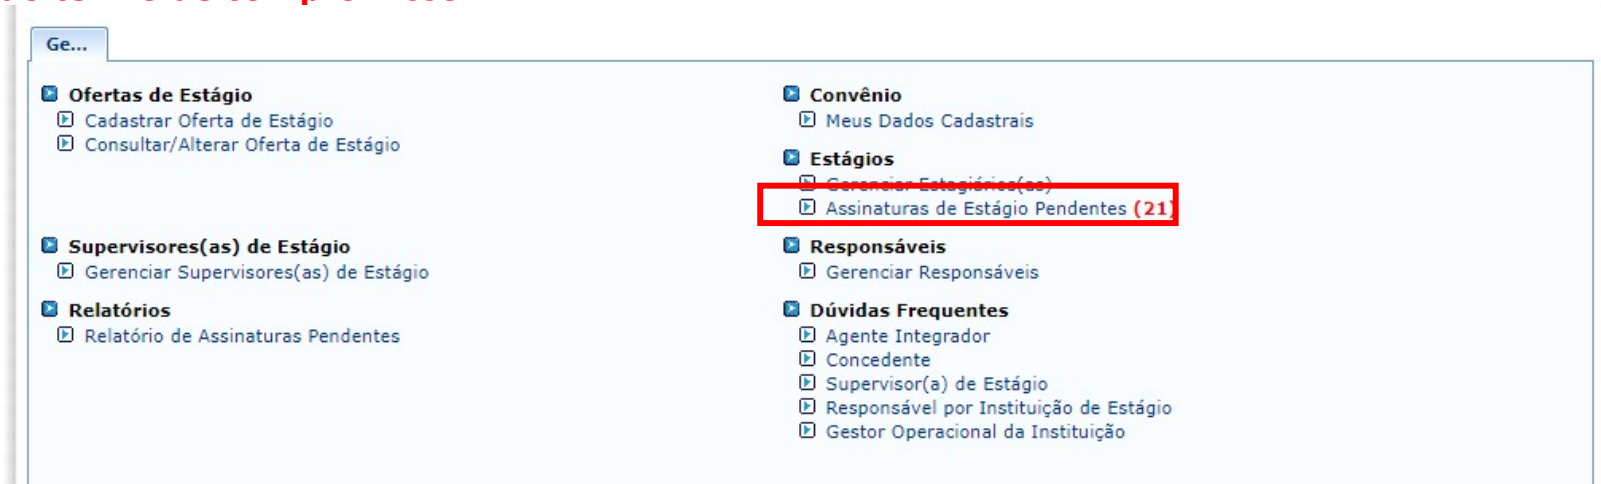 Ge...
Ofertas de Estágio
Cadastrar Oferta de Estágio
Consultar/Alterar Oferta de Estágio
Convênio
Meus Dados Cadastrais
Estágios
Gerenciar Estagiários(as)
Assinaturas de Estágio Pendentes (21)
Supervisores(as) de Estágio
Gerenciar Supervisores(as) de Estágio
Responsáveis
Gerenciar Responsáveis
Relatórios
Relatório de Assinaturas Pendentes
Dúvidas Frequentes
Agente Integrador
Concedente
Supervisor(a) de Estágio
Responsável por Instituição de Estágio
Gestor Operacional da Instituição